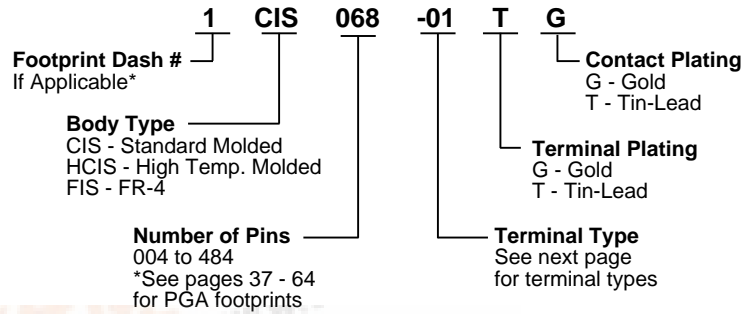 1 CIS 068 -01 T G
Footprint Dash #
If Applicable*
Body Type
CIS - Standard Molded
HCIS - High Temp. Molded
FIS - FR-4
Number of Pins
004 to 484
*See pages 37 - 64
for PGA footprints
Contact Plating
G - Gold
T - Tin-Lead
Terminal Plating
G - Gold
T - Tin-Lead
Terminal Type
See next page
for terminal types